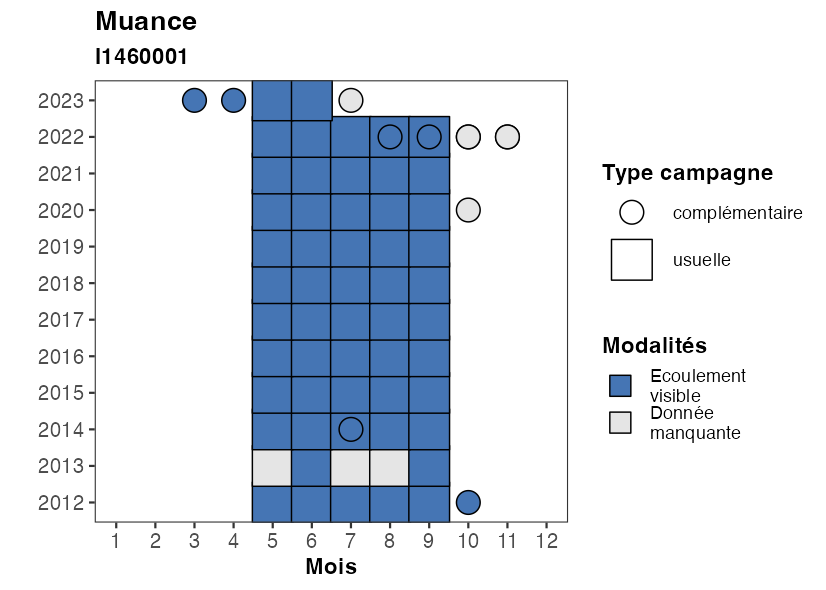 Muance
I1460001
2023
2022
2021
2020
2019
2018
2017
2016
2015
2014
2013
2012
1 2 3 4 5 6 7 8 9 10 11 12
Mois
Type campagne
complémentaire
usuelle
Modalités
Ecoulement
visible
Donnée
manquante